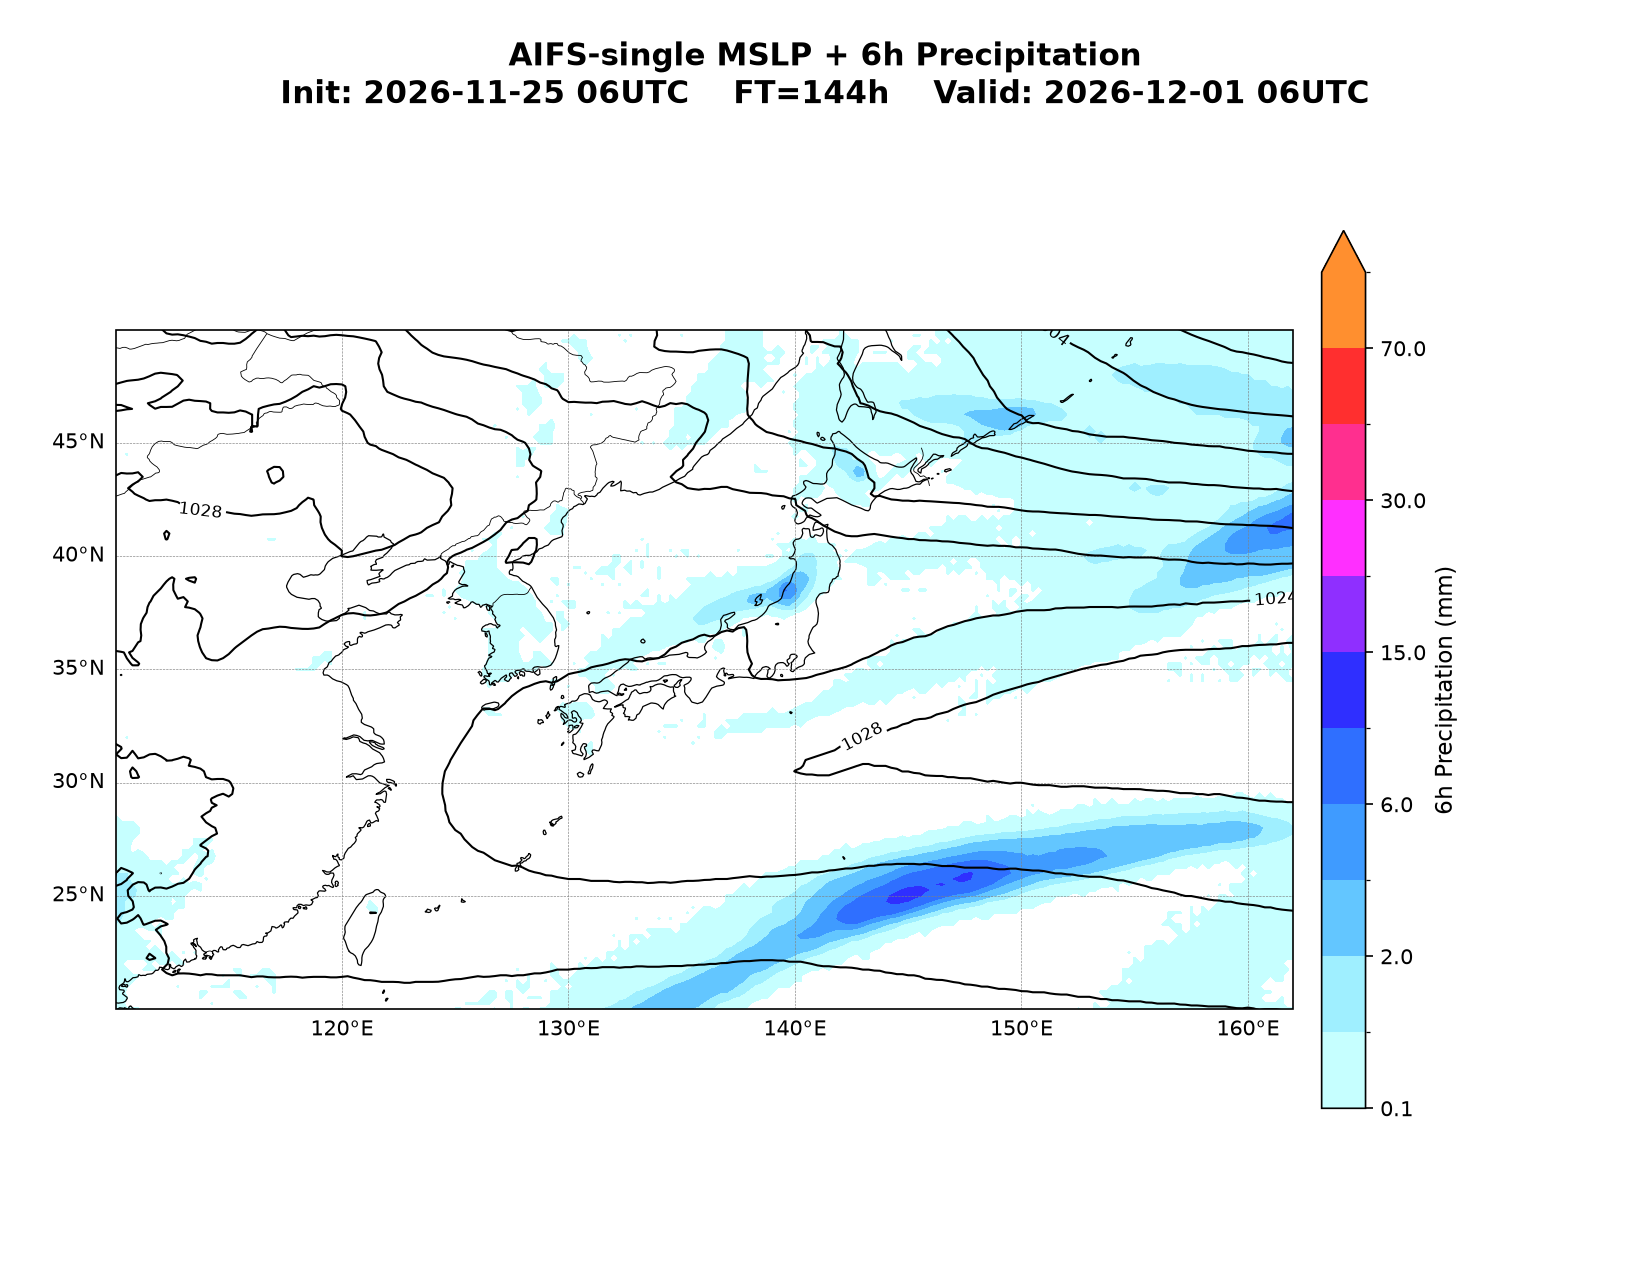 AIFS-single MSLP + 6h Precipitation
Init: 2026-11-25 06UTC    FT=144h    Valid: 2026-12-01 06UTC
70.0
30.0
15.0
6.0
2.0
0.1
6h Precipitation (mm)
45°N
40°N
35°N
30°N
25°N
120°E
130°E
140°E
150°E
160°E
1028
1024
1028
04